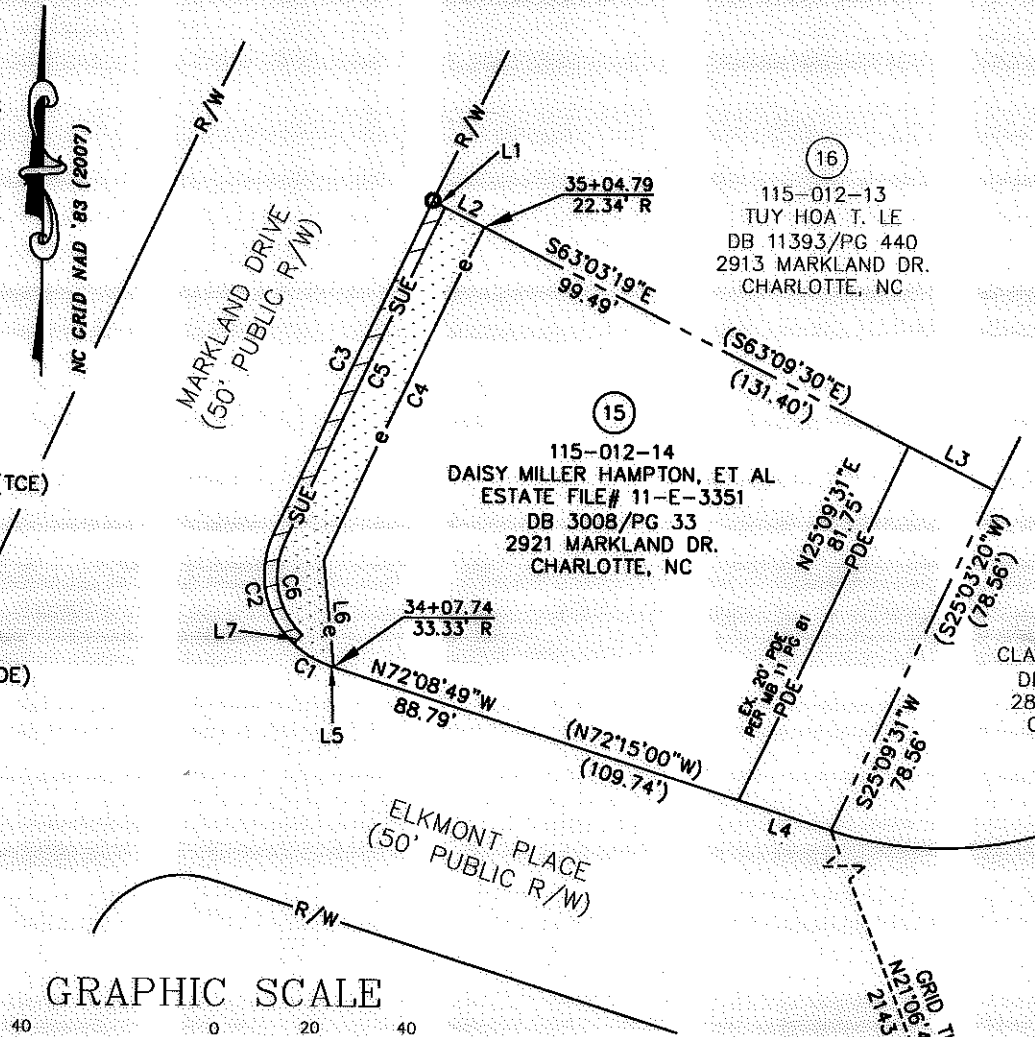 NC GRID NAD '83 (2007)
R/W
R/W
L1
L2
35+04.79
22.34' R
16
115-012-13
TUY HOA T. LE
DB 11393/PG 440
2913 MARKLAND DR.
CHARLOTTE, NC
MARKLAND DRIVE
(50' PUBLIC R/W)
S63°03'19"E
99.49'
(S63°09'30"E)
(131.40')
L3
SUE
e
C3
C5
C4
e
SUE
15
115-012-14
DAISY MILLER HAMPTON, ET AL
ESTATE FILE# 11-E-3351
DB 3008/PG 33
2921 MARKLAND DR.
CHARLOTTE, NC
TCE)
N25°09'31"E
81.75'
PDE
PDE
EX. 20' PDE
PER MB 11 PG 81
(S25°03'20"W)
(78.56')
S25°09'31"W
78.56'
C2
C6
L7
C1
L6
e
34+07.74
33.33' R
L5
N72°08'49"W
88.79'
(N72°15'00"W)
(109.74')
L4
DE)
CLA
28
ELKMONT PLACE
(50' PUBLIC R/W)
R/W
GRID
N21°06'4
2143
GRAPHIC SCALE
40 0 20 40